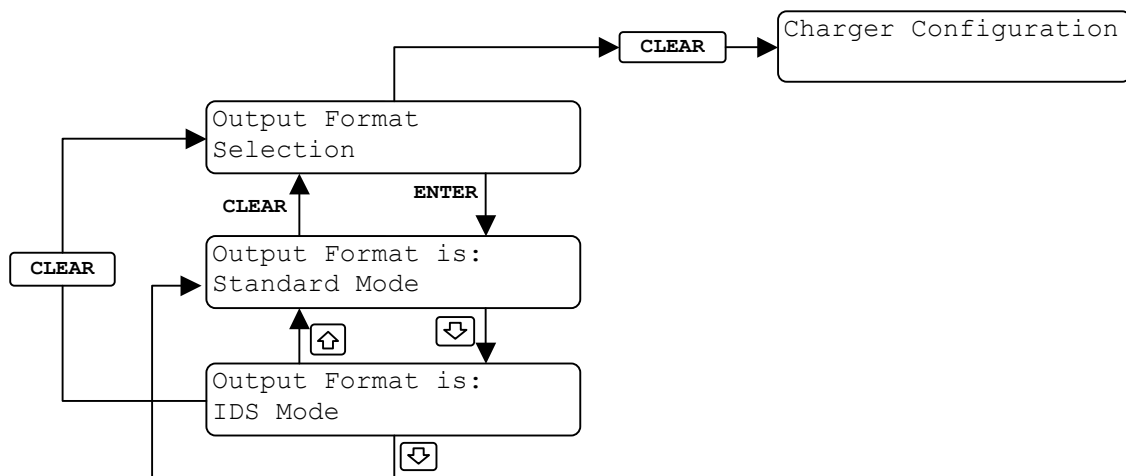 Charger Configuration
CLEAR
Output Format
Selection
CLEAR
ENTER
Output Format is:
Standard Mode
CLEAR
Output Format is:
IDS Mode